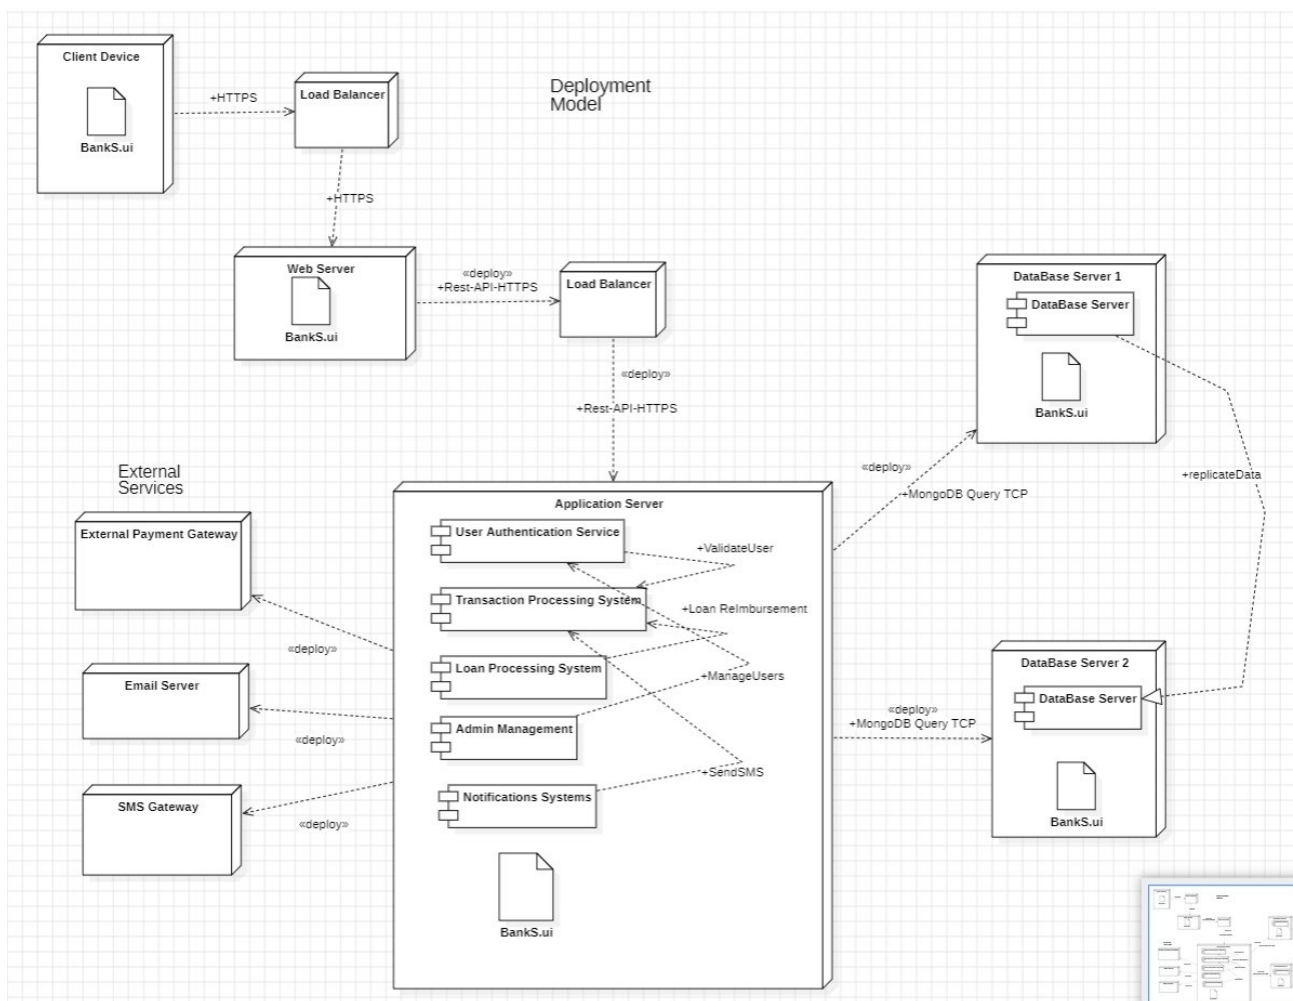 Client Device
BankS.ui
+HTTPS
Load Balancer
Deployment
Model
+HTTPS
Web Server
BankS.ui
«deploy»
+Rest-API-HTTPS
Load Balancer
«deploy»
+Rest-API-HTTPS
DataBase Server 1
DataBase Server
BankS.ui
«deploy»
+MongoDB Query TCP
+replicateData
External
Services
External Payment Gateway
«deploy»
Email Server
«deploy»
SMS Gateway
«deploy»
Application Server
User Authentication Service
+ValidateUser
Transaction Processing System
+Loan ReImbursement
Loan Processing System
+ManageUsers
Admin Management
+SendSMS
Notifications Systems
BankS.ui
«deploy»
+MongoDB Query TCP
DataBase Server 2
DataBase Server
BankS.ui